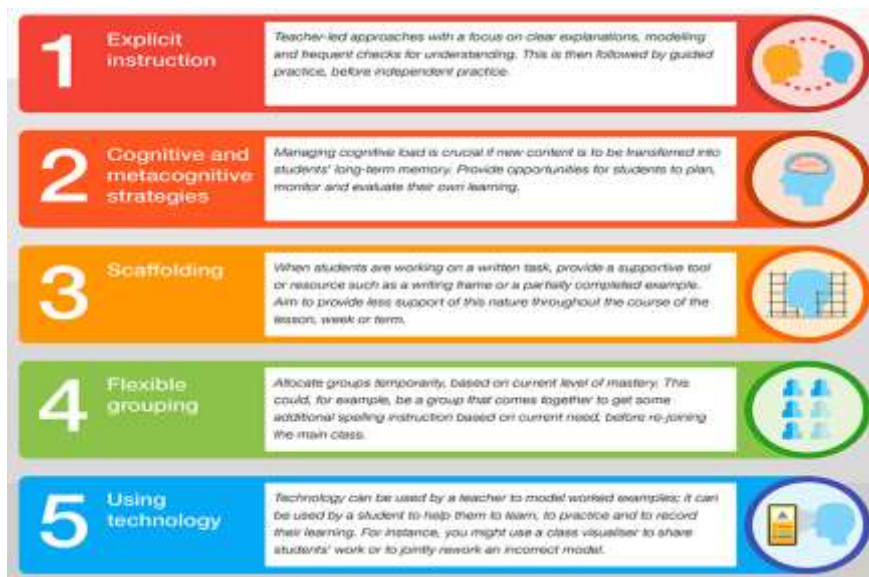 1
Explicit
instruction
Teacher-led approaches with a focus on clear explanations, modelling
and frequent checks for understanding. This is then followed by guided
practice, before independent practice.
2
Cognitive and
metacognitive
strategies
Managing cognitive load is crucial if new content is to be transferred into
students' long-term memory. Provide opportunities for students to plan,
monitor and evaluate their own learning.
3
Scaffolding
When students are working on a written task, provide a supportive tool
or resource such as a writing frame or a partially completed example.
Aim to provide less support of this nature throughout the course of the
lesson, week or term.
4
Flexible
grouping
Allocate groups temporarily, based on current level of mastery. This
could, for example, be a group that comes together to get some
additional spelling instruction based on current need, before re-joining
the main class.
5
Using
technology
Technology can be used by a teacher to model worked examples; it can
be used by a student to help them to learn, to practice and to record
their learning. For instance, you might use a class visualiser to share
students' work or to jointly rework an incorrect model.